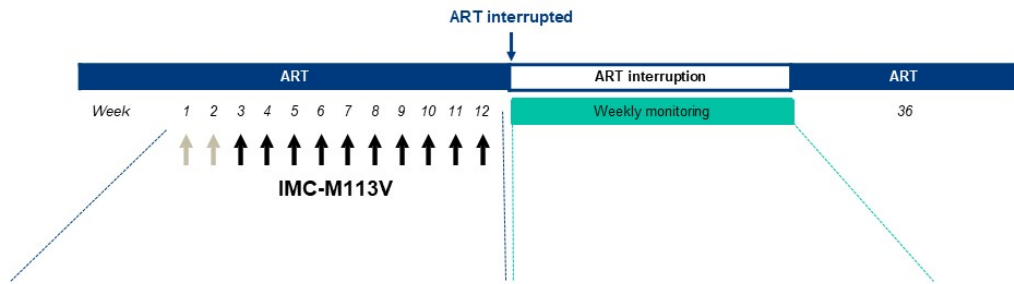 ART interrupted
ART ART interruption ART
Week 1 2 3 4 5 6 7 8 9 10 11 12 Weekly monitoring 36
IMC-M113V